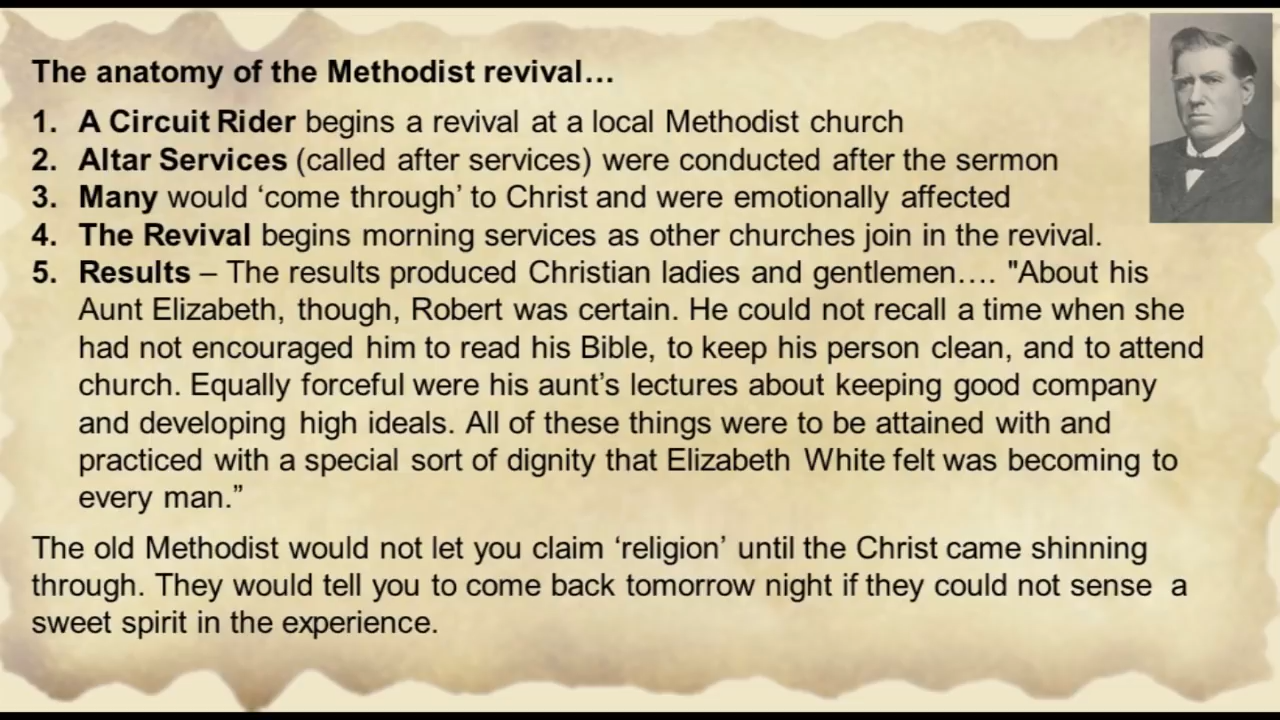 The anatomy of the Methodist revival…
1. A Circuit Rider begins a revival at a local Methodist church
2. Altar Services (called after services) were conducted after the sermon
3. Many would ‘come through’ to Christ and were emotionally affected
4. The Revival begins morning services as other churches join in the revival.
5. Results – The results produced Christian ladies and gentlemen…. "About his
Aunt Elizabeth, though, Robert was certain. He could not recall a time when she
had not encouraged him to read his Bible, to keep his person clean, and to attend
church. Equally forceful were his aunt’s lectures about keeping good company
and developing high ideals. All of these things were to be attained with and
practiced with a special sort of dignity that Elizabeth White felt was becoming to
every man.”
The old Methodist would not let you claim ‘religion’ until the Christ came shinning
through. They would tell you to come back tomorrow night if they could not sense a
sweet spirit in the experience.